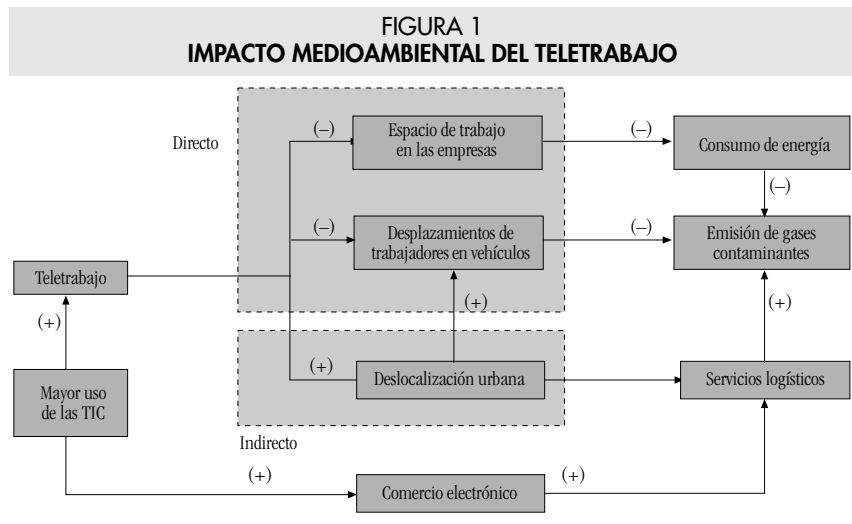 FIGURA 1
IMPACTO MEDIOAMBIENTAL DEL TELETRABAJO
Directo
(–)
Espacio de trabajo
en las empresas
(–)
Consumo de energía
(–)
(–)
Desplazamientos de
trabajadores en vehículos
(–)
Emisión de gases
contaminantes
Teletrabajo
(+)
(+)
(+)
Mayor uso
de las TIC
(+)
Deslocalización urbana
Servicios logísticos
Indirecto
(+)
Comercio electrónico
(+)